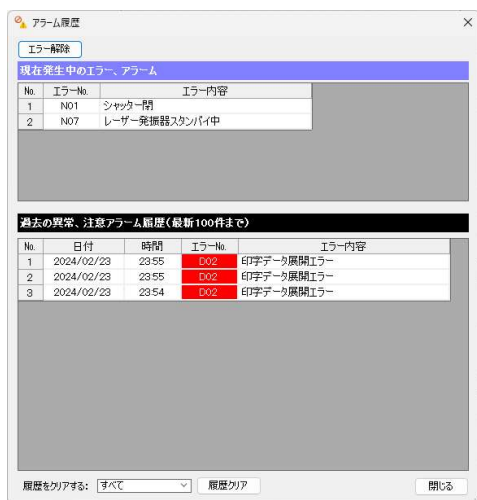 アラーム履歴
エラー解除
現在発生中のエラー、アラーム
No. エラーNo. エラー内容
1 N01 シャッター閉
2 N07 レーザー発振器スタンバイ中
過去の異常、注意アラーム履歴(最新100件まで)
No. 日付 時間 エラーNo. エラー内容
1 2024/02/23 23:55 D02 印字データ展開エラー
2 2024/02/23 23:55 D02 印字データ展開エラー
3 2024/02/23 23:54 D02 印字データ展開エラー
履歴をクリアする: すべて 履歴クリア 閉じる